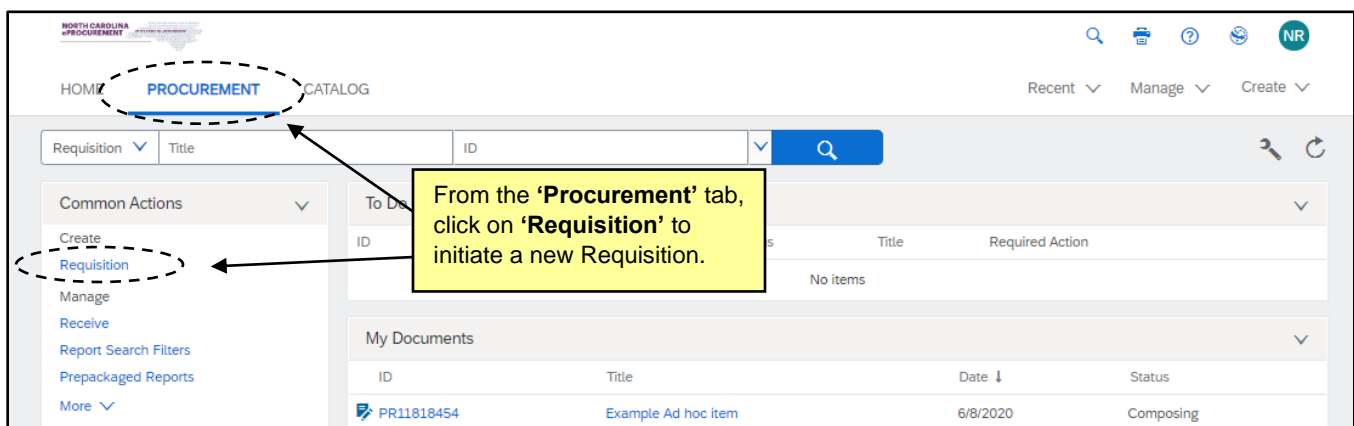 NORTH CAROLINA
ePROCUREMENT
NR
HOME PROCUREMENT CATALOG Recent Manage Create
Requisition Title ID
Common Actions
To Do
From the ‘Procurement’ tab,
click on ‘Requisition’ to
initiate a new Requisition.
Create
Requisition
Manage
Receive
Report Search Filters
Prepackaged Reports
More
ID Title Required Action
No items
My Documents
ID Title Date ↓ Status
PR11818454 Example Ad hoc item 6/8/2020 Composing